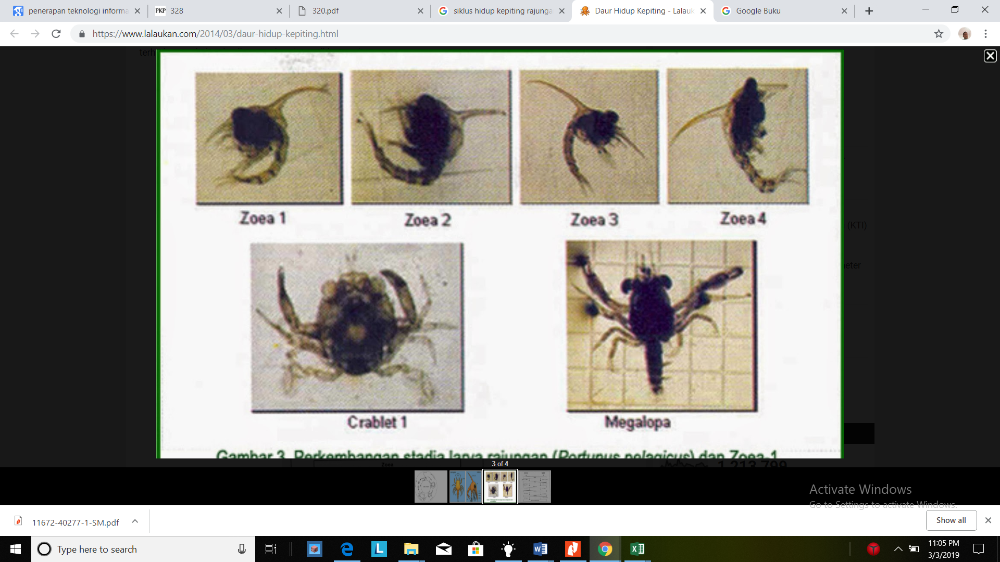 penerapan teknologi informa
PKP 328
320.pdf
siklus hidup kepiting rajunga
Daur Hidup Kepiting - Lalauk
Google Buku
https://www.lalaukan.com/2014/03/daur-hidup-kepiting.html
Zoea 1
Zoea 2
Zoea 3
Zoea 4
(KTI)
Crablet 1
Megalopa
Gambar 3. Perkembangan stadia larva rajungan (Portunus pelagicus) dan Zoea-1
3 of 4
1,213,799
Activate Windows
Go to Settings to activate Windows.
11672-40277-1-SM.pdf
Show all
Type here to search
11:05 PM
3/3/2019